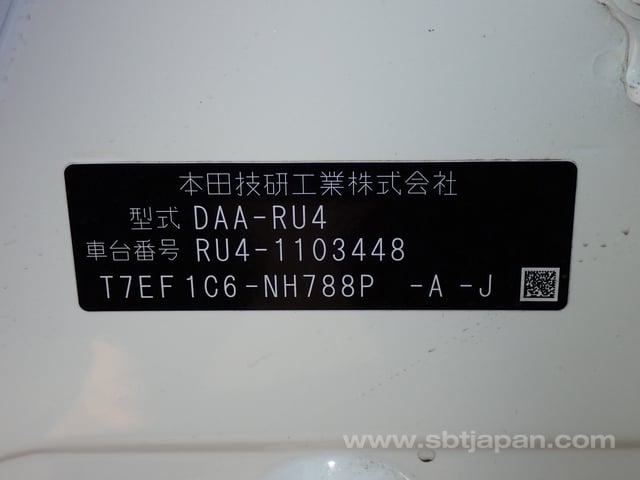 本田技研工業株式会社
型式 DAA-RU4
車台番号 RU4-1103448
T7EF1C6-NH788P -A -J
www.sbtjapan.com